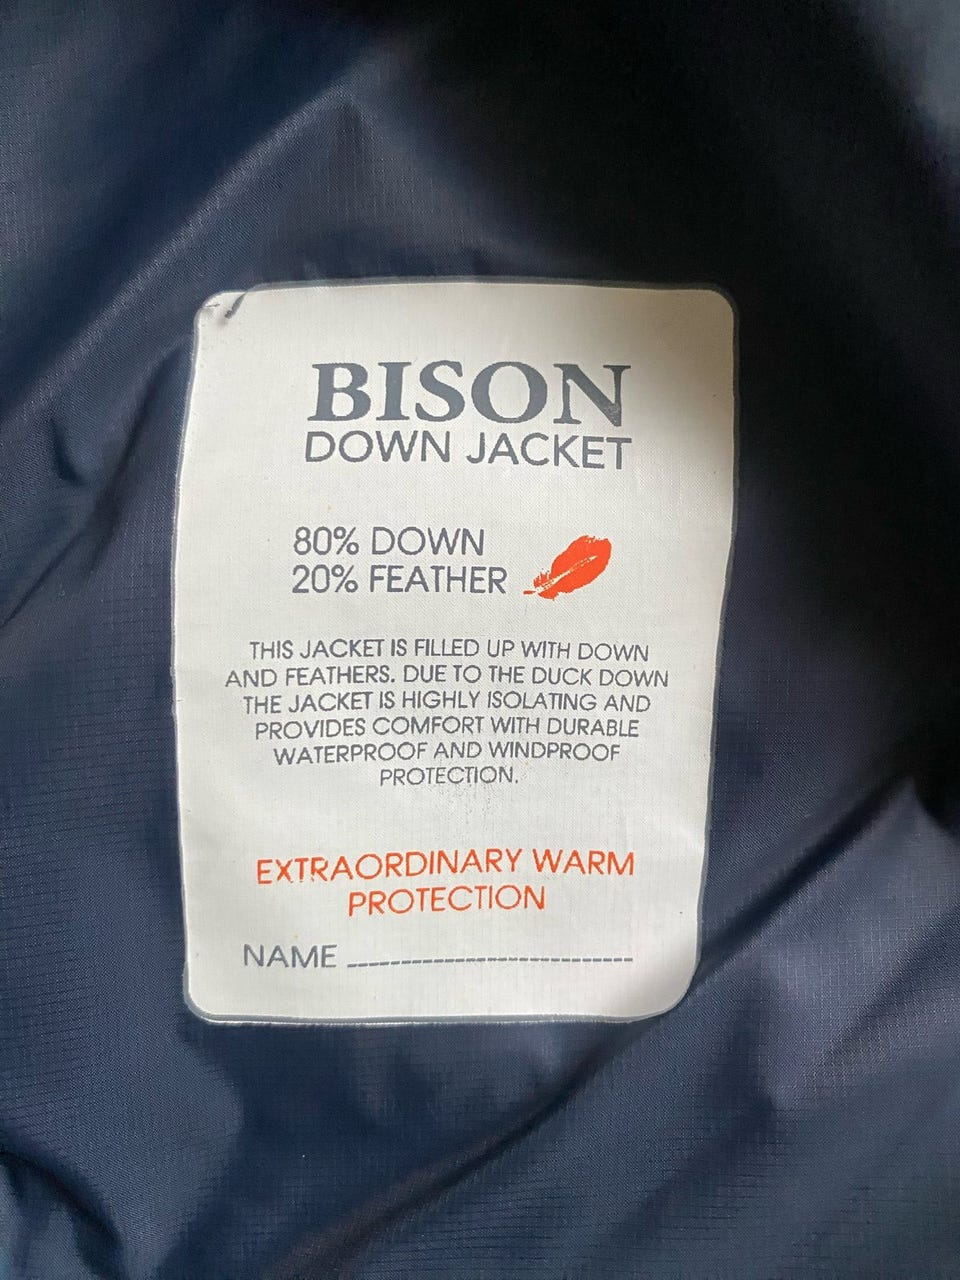 BISON
DOWN JACKET
80% DOWN
20% FEATHER
THIS JACKET IS FILLED UP WITH DOWN
AND FEATHERS. DUE TO THE DUCK DOWN
THE JACKET IS HIGHLY ISOLATING AND
PROVIDES COMFORT WITH DURABLE
WATERPROOF AND WINDPROOF
PROTECTION.
EXTRAORDINARY WARM
PROTECTION
NAME -----------------------------